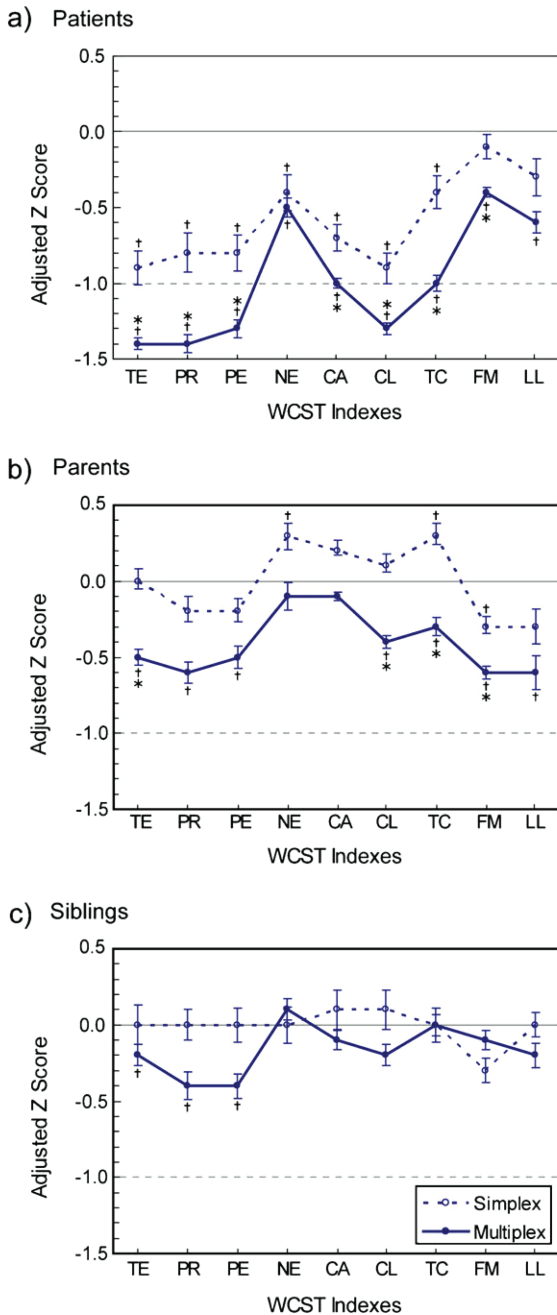 a) Patients
0.5
0.0
-0.5
-1.0
-1.5
Adjusted Z Score
† † † † † † †
* * * † † * * † †
† † † † * † * * †
TE PR PE NE CA CL TC FM LL
WCST Indexes
b) Parents
0.5
0.0
-0.5
-1.0
-1.5
Adjusted Z Score
† † †
† † † † † † †
* * * *
TE PR PE NE CA CL TC FM LL
WCST Indexes
c) Siblings
0.5
0.0
-0.5
-1.0
-1.5
Adjusted Z Score
† † †
Simplex
Multiplex
TE PR PE NE CA CL TC FM LL
WCST Indexes